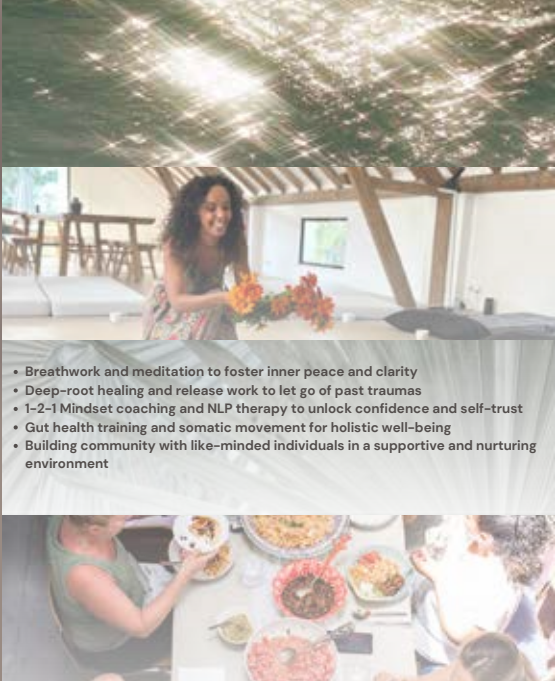 • Breathwork and meditation to foster inner peace and clarity
• Deep-root healing and release work to let go of past traumas
• 1-2-1 Mindset coaching and NLP therapy to unlock confidence and self-trust
• Gut health training and somatic movement for holistic well-being
• Building community with like-minded individuals in a supportive and nurturing
environment